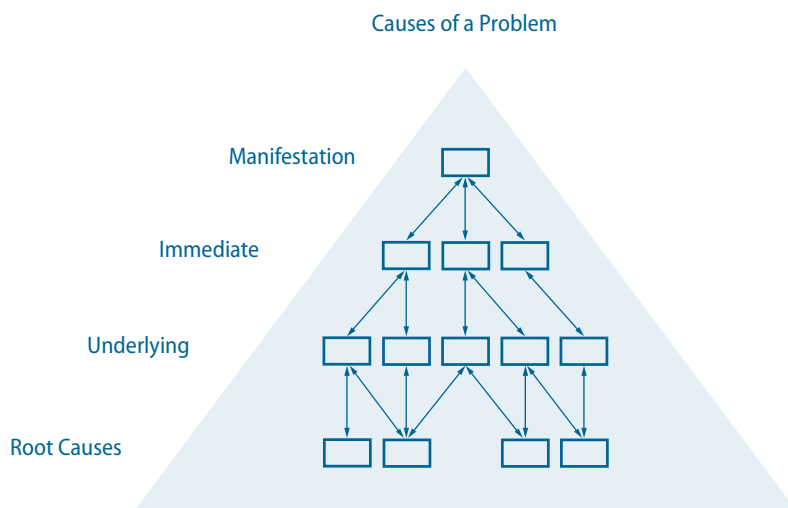 Causes of a Problem
Manifestation
Immediate
Underlying
Root Causes